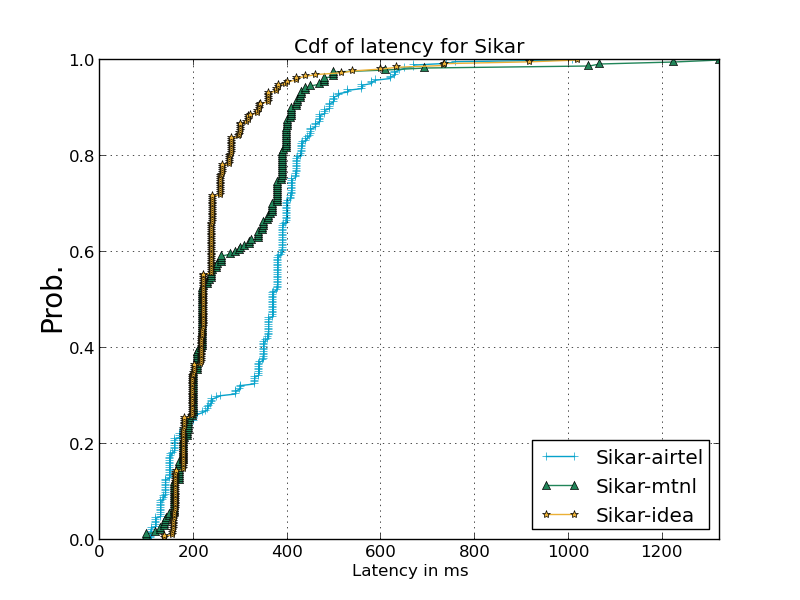 Cdf of latency for Sikar
Prob.
1.0
0.8
0.6
0.4
0.2
0.0
0 200 400 600 800 1000 1200
Latency in ms
Sikar-airtel
Sikar-mtnl
Sikar-idea